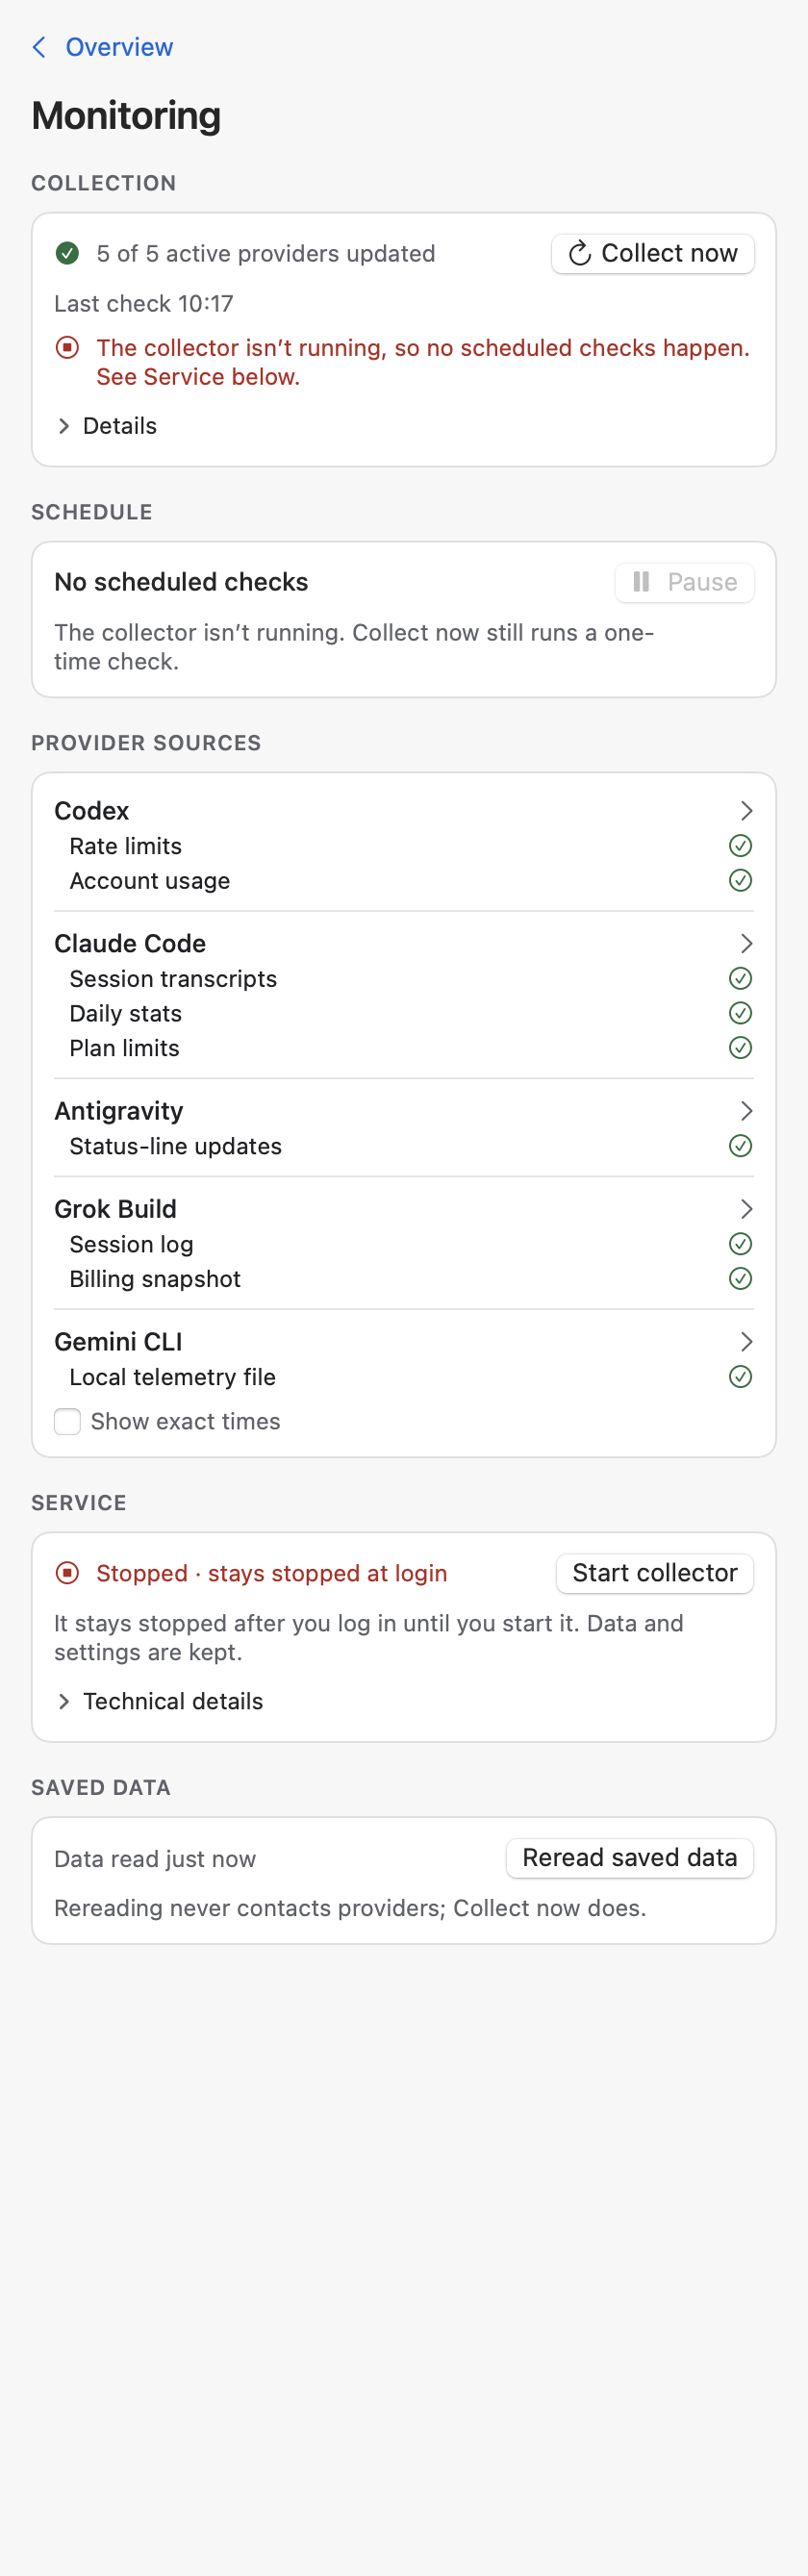 Overview
Monitoring
COLLECTION
5 of 5 active providers updated
Collect now
Last check 10:17
The collector isn’t running, so no scheduled checks happen.
See Service below.
Details
SCHEDULE
No scheduled checks
Pause
The collector isn’t running. Collect now still runs a one-
time check.
PROVIDER SOURCES
Codex
Rate limits
Account usage
Claude Code
Session transcripts
Daily stats
Plan limits
Antigravity
Status-line updates
Grok Build
Session log
Billing snapshot
Gemini CLI
Local telemetry file
Show exact times
SERVICE
Stopped · stays stopped at login
Start collector
It stays stopped after you log in until you start it. Data and
settings are kept.
Technical details
SAVED DATA
Data read just now
Reread saved data
Rereading never contacts providers; Collect now does.